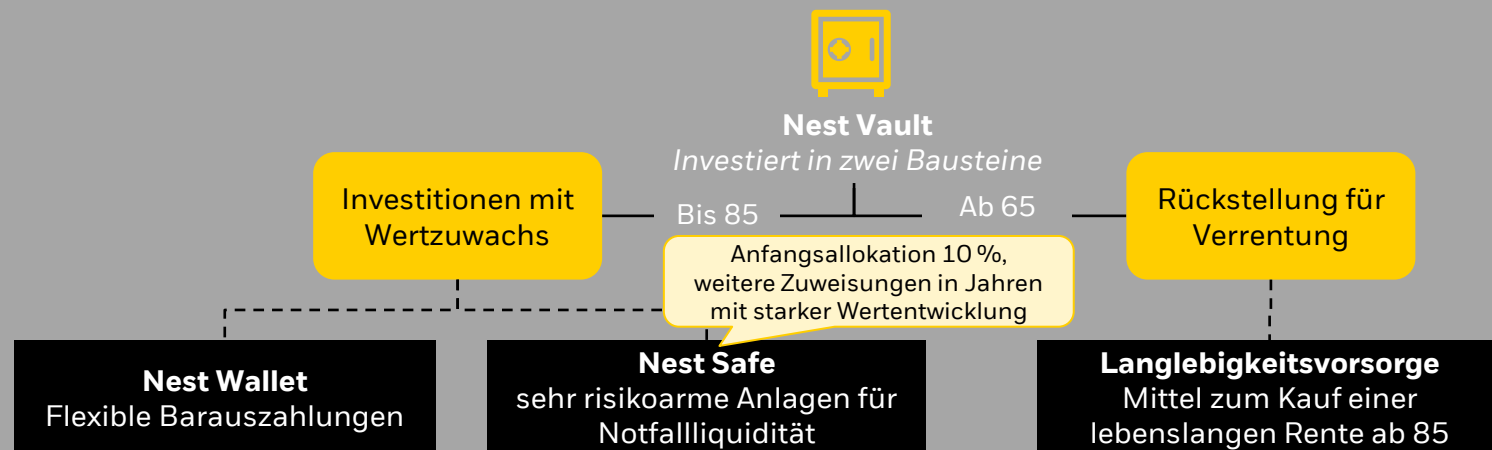 Nest Vault
Investiert in zwei Bausteine
Investitionen mit
Wertzuwachs
Bis 85
Ab 65
Rückstellung für
Verrentung
Anfangsallokation 10 %,
weitere Zuweisungen in Jahren
mit starker Wertentwicklung
Nest Wallet
Flexible Barauszahlungen
Nest Safe
sehr risikoarme Anlagen für
Notfallliquidität
Langlebigkeitsvorsorge
Mittel zum Kauf einer
lebenslangen Rente ab 85